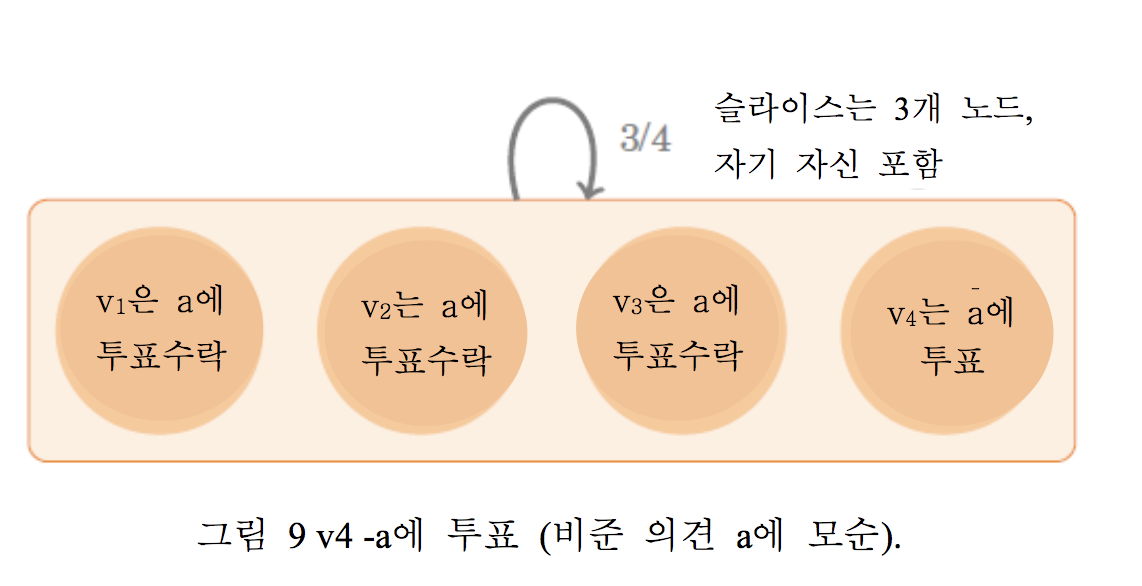 3/4
슬라이스는 3개 노드,
자기 자신 포함
v1은 a에
투표수락
v2는 a에
투표수락
v3은 a에
투표수락
v4는 ā에
투표
그림 9 v4 -a에 투표 (비준 의견 a에 모순).